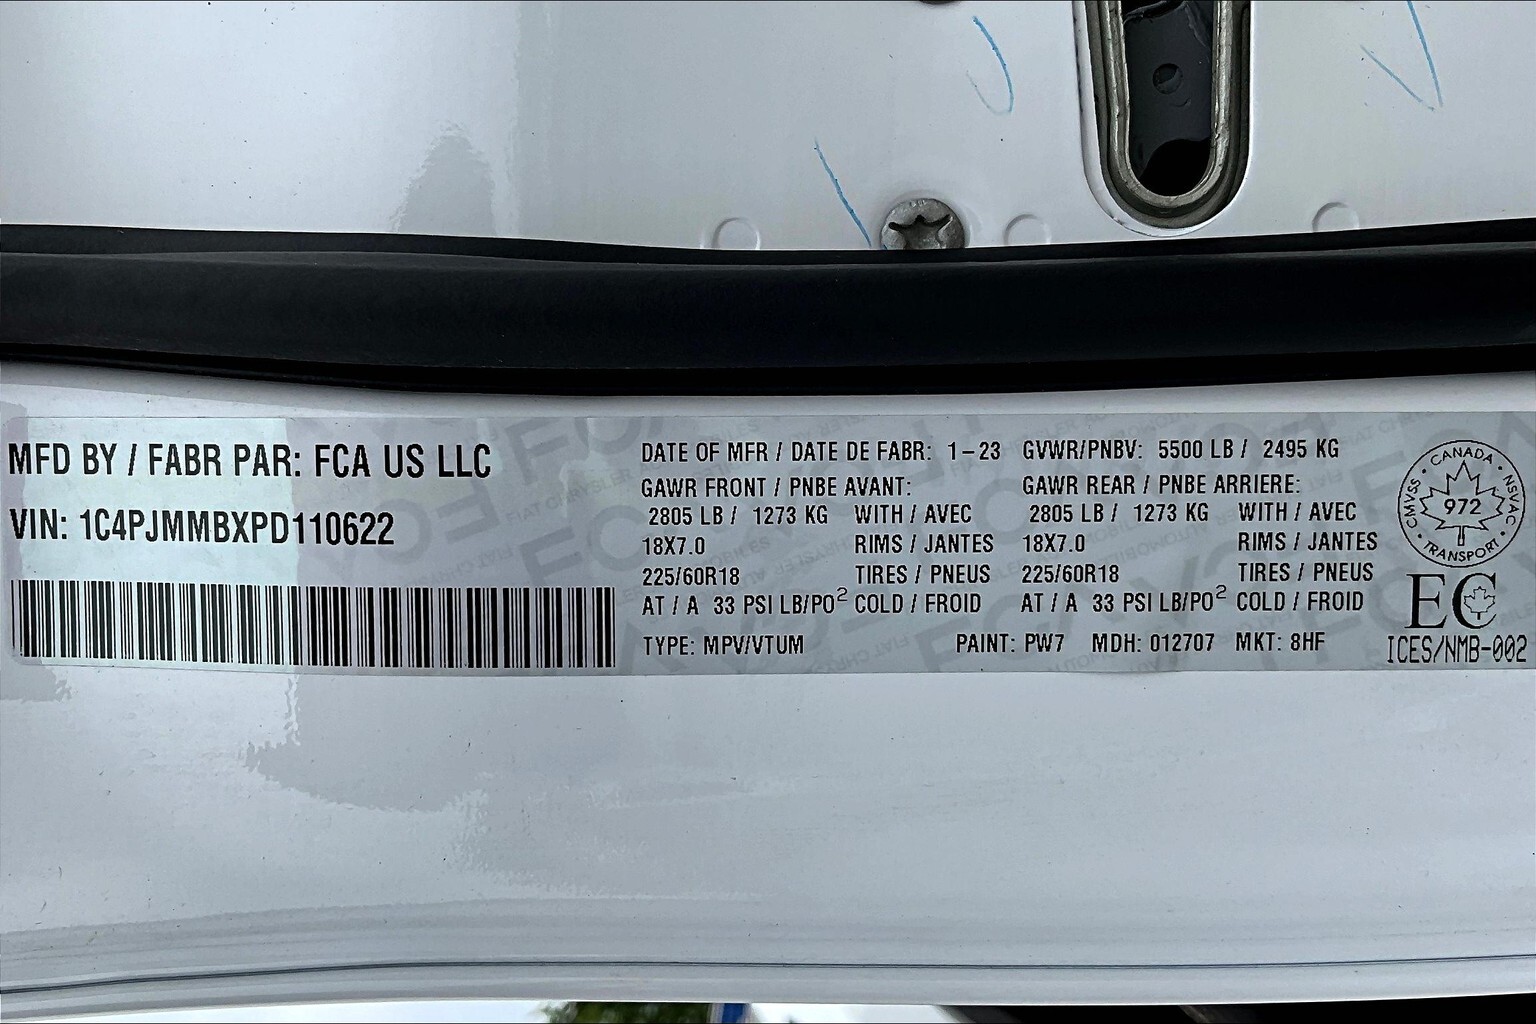 MFD BY / FABR PAR: FCA US LLC
VIN: 1C4PJMMBXPD110622
DATE OF MFR / DATE DE FABR: 1-23 GVWR/PNBV: 5500 LB / 2495 KG
GAWR FRONT / PNBE AVANT: GAWR REAR / PNBE ARRIERE:
2805 LB / 1273 KG WITH / AVEC 2805 LB / 1273 KG WITH / AVEC
18X7.0 RIMS / JANTES 18X7.0 RIMS / JANTES
225/60R18 TIRES / PNEUS 225/60R18 TIRES / PNEUS
AT / A 33 PSI LB/PO² COLD / FROID AT / A 33 PSI LB/PO² COLD / FROID
TYPE: MPV/VTUM PAINT: PW7 MDH: 012707 MKT: 8HF
CANADA
CMVSS 972 NSVAC
TRANSPORT
EC
ICES/NMB-002